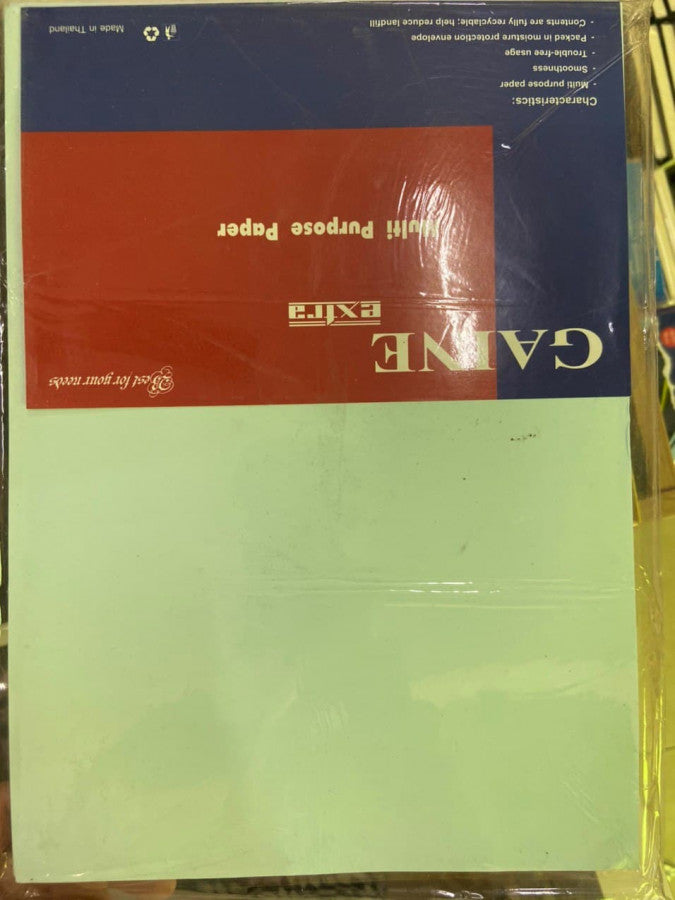 GAINE
extra
Best for your needs
Multi Purpose Paper
Characteristics:
- Multi purpose paper
- Smoothness
- Trouble-free usage
- Packed in moisture protection envelope
- Contents are fully recyclable; help reduce landfill
Made in Thailand